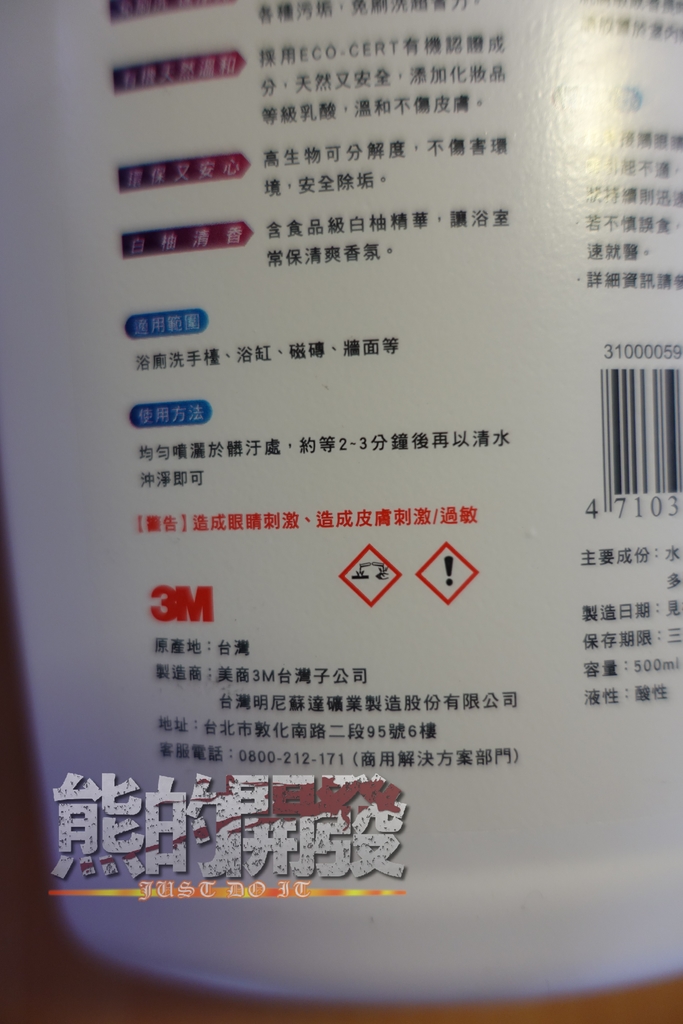 各種污垢，免刷洗超省力。
有機天然溫和
採用ECO-CERT有機認證成
分，天然又安全，添加化妝品
等級乳酸，溫和不傷皮膚。
環保又安心
高生物可分解度，不傷害環
境，安全除垢。
白柚清香
含食品級白柚精華，讓浴室
常保清爽香氛。
適用範圍
浴廁洗手檯、浴缸、磁磚、牆面等
使用方法
均勻噴灑於髒汙處，約等2~3分鐘後再以清水
沖淨即可
【警告】造成眼睛刺激、造成皮膚刺激/過敏
3M
原產地：台灣
製造商：美商3M台灣子公司
台灣明尼蘇達礦業製造股份有限公司
地址：台北市敦化南路二段95號6樓
客服電話：0800-212-171 (商用解決方案部門)
·若不慎誤食，
速就醫。
·詳細資訊請參
31000059
4 7103
主要成份：水
多
製造日期：見
保存期限：三
容量：500ml
液性：酸性
熊的開發
JUST DO IT